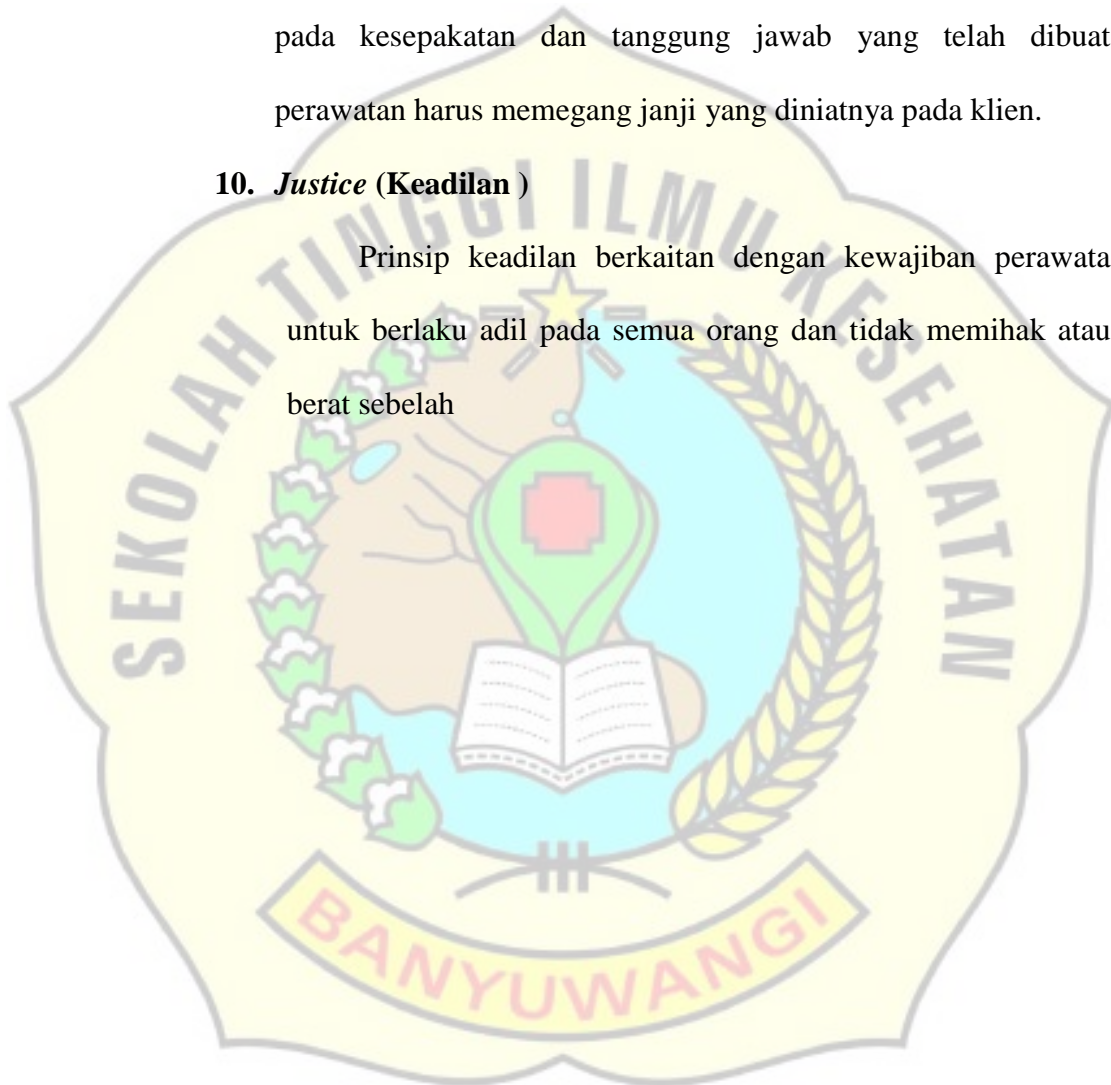 pada kesepakatan dan tanggung jawab yang telah dibuat
perawatan harus memegang janji yang diniatnya pada klien.
10. Justice (Keadilan )
Prinsip keadilan berkaitan dengan kewajiban perawata
untuk berlaku adil pada semua orang dan tidak memihak atau
berat sebelah
SEKOLAH TINGGI ILMU KESEHATAN
BANYUWANGI